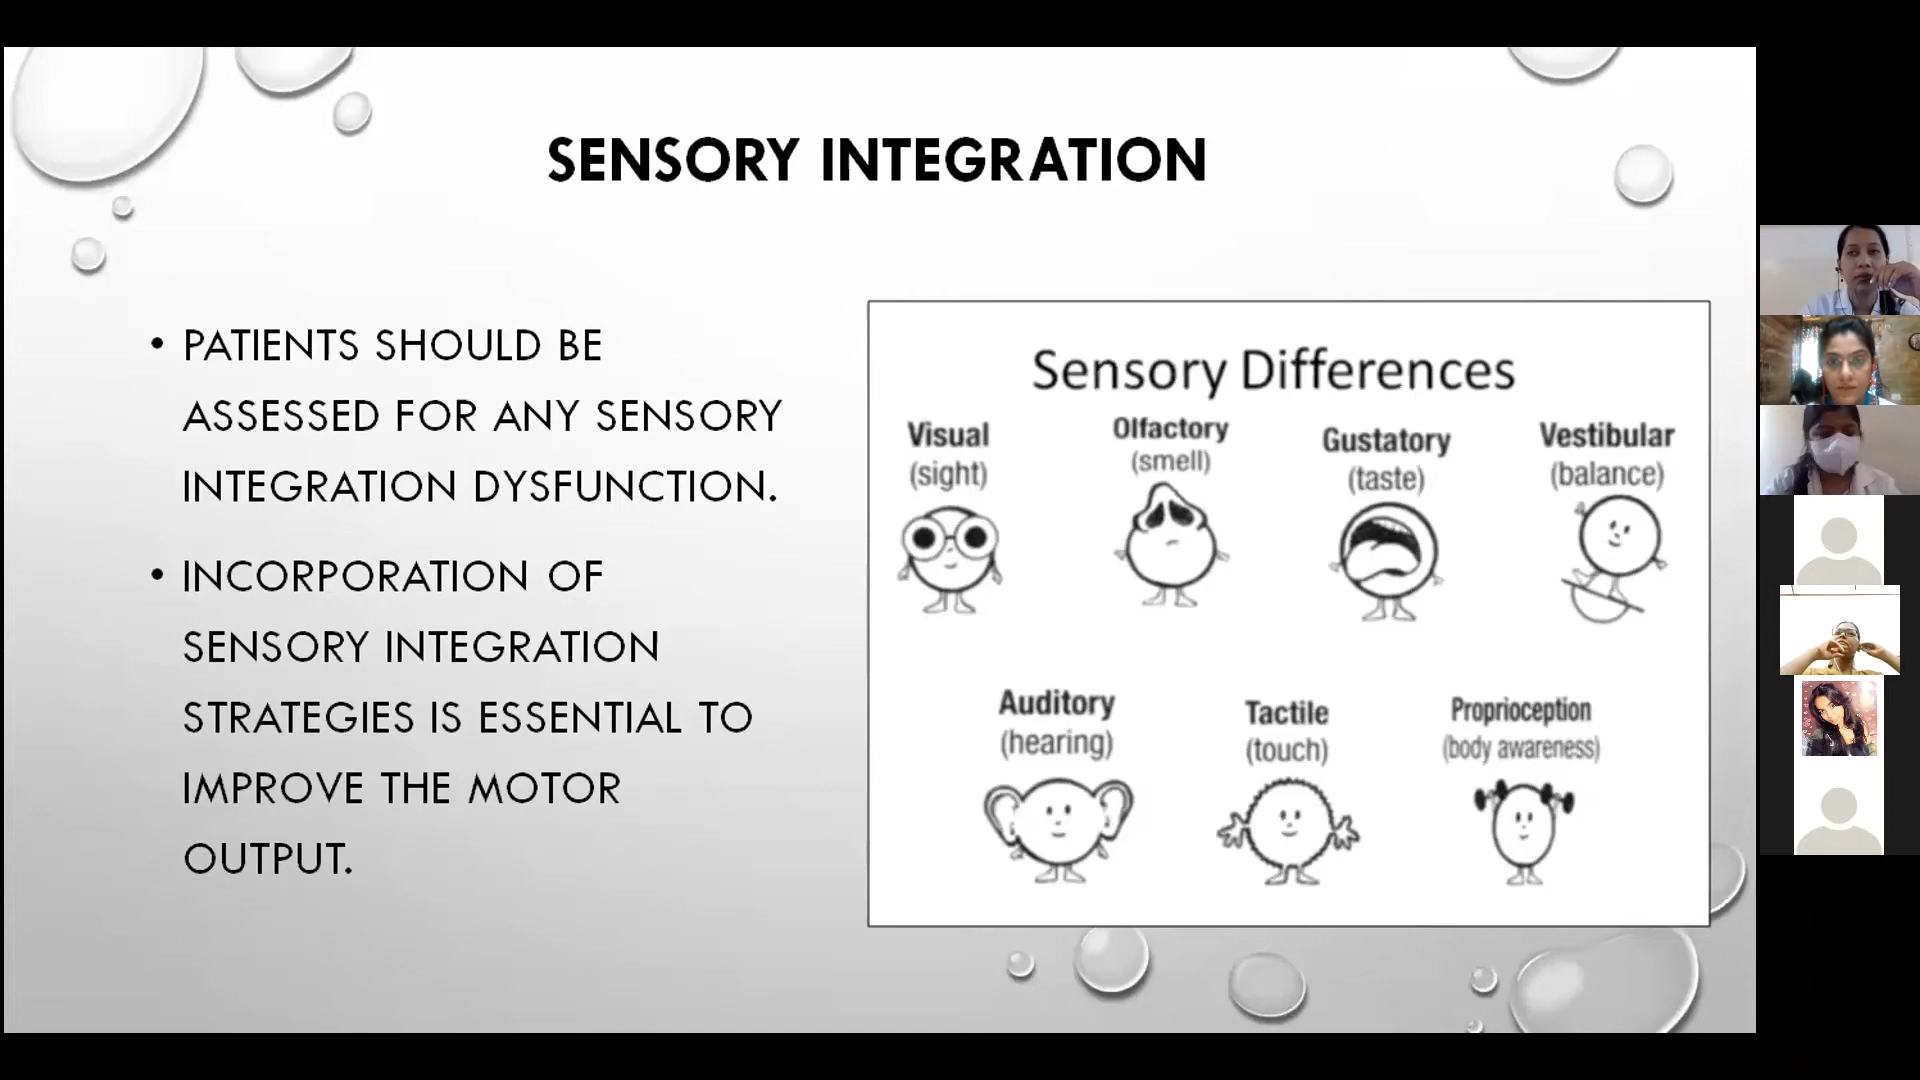 SENSORY INTEGRATION
• PATIENTS SHOULD BE
ASSESSED FOR ANY SENSORY
INTEGRATION DYSFUNCTION.
• INCORPORATION OF
SENSORY INTEGRATION
STRATEGIES IS ESSENTIAL TO
IMPROVE THE MOTOR
OUTPUT.
Sensory Differences
Visual
(sight)
Olfactory
(smell)
Gustatory
(taste)
Vestibular
(balance)
Auditory
(hearing)
Tactile
(touch)
Proprioception
(body awareness)